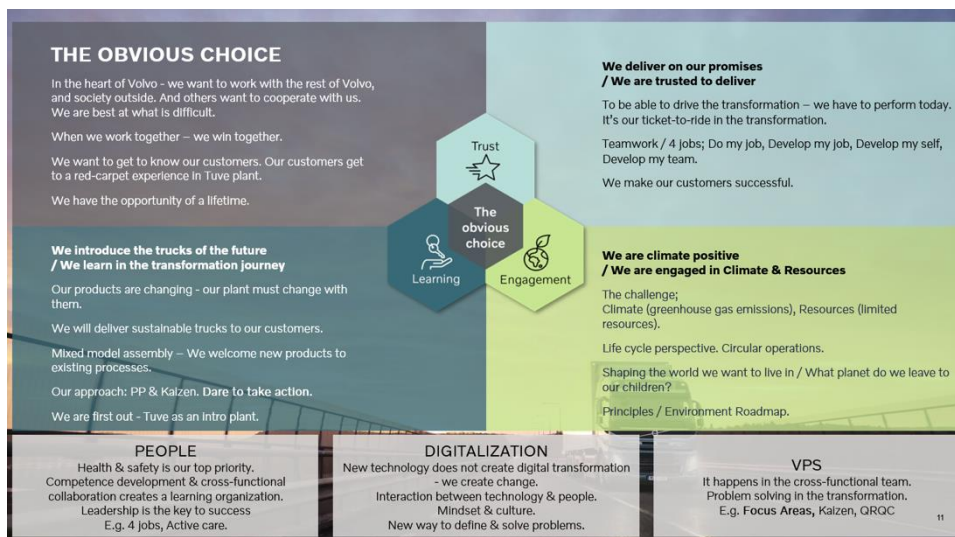 THE OBVIOUS CHOICE
In the heart of Volvo - we want to work with the rest of Volvo,
and society outside. And others want to cooperate with us.
We are best at what is difficult.
When we work together – we win together.
We want to get to know our customers. Our customers get
to a red-carpet experience in Tuve plant.
We have the opportunity of a lifetime.
We deliver on our promises
/ We are trusted to deliver
To be able to drive the transformation – we have to perform today.
It's our ticket-to-ride in the transformation.
Teamwork / 4 jobs; Do my job, Develop my job, Develop my self,
Develop my team.
We make our customers successful.
Trust
The
obvious
choice
Learning
Engagement
We introduce the trucks of the future
/ We learn in the transformation journey
Our products are changing - our plant must change with
them.
We will deliver sustainable trucks to our customers.
Mixed model assembly – We welcome new products to
existing processes.
Our approach: PP & Kaizen. Dare to take action.
We are first out - Tuve as an intro plant.
We are climate positive
/ We are engaged in Climate & Resources
The challenge;
Climate (greenhouse gas emissions), Resources (limited
resources).
Life cycle perspective. Circular operations.
Shaping the world we want to live in / What planet do we leave to
our children?
Principles / Environment Roadmap.
PEOPLE
Health & safety is our top priority.
Competence development & cross-functional
collaboration creates a learning organization.
Leadership is the key to success
E.g. 4 jobs, Active care.
DIGITALIZATION
New technology does not create digital transformation
- we create change.
Interaction between technology & people.
Mindset & culture.
New way to define & solve problems.
VPS
It happens in the cross-functional team.
Problem solving in the transformation.
E.g. Focus Areas, Kaizen, QRQC
11